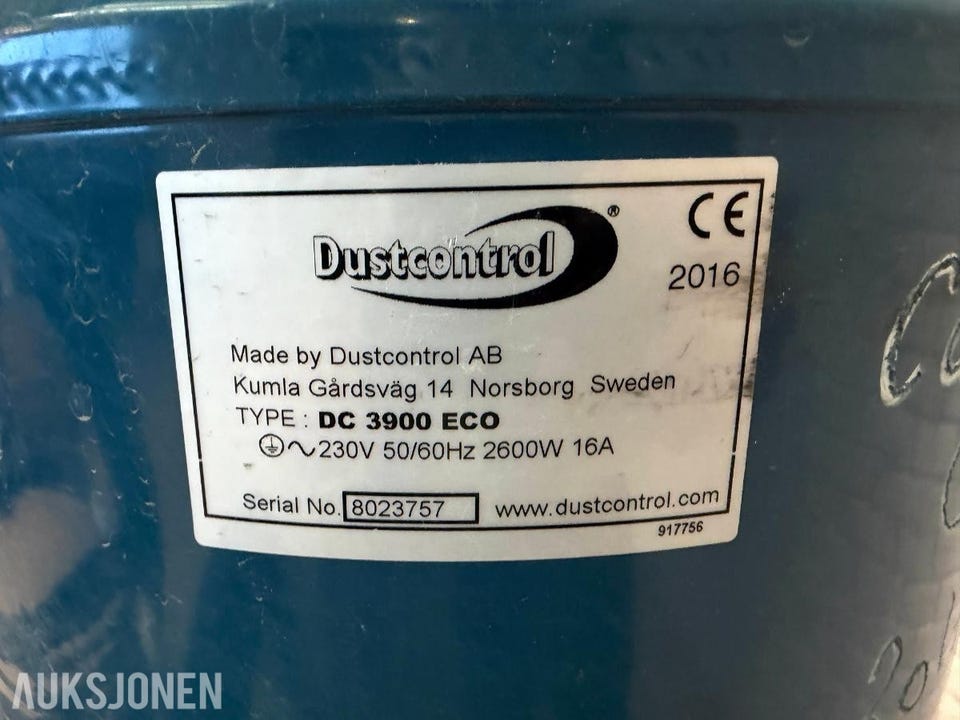 Dustcontrol®
CE
2016
Made by Dustcontrol AB
Kumla Gårdsväg 14 Norsborg Sweden
TYPE : DC 3900 ECO
230V 50/60Hz 2600W 16A
Serial No. 8023757 www.dustcontrol.com
917756
AUKSJONEN